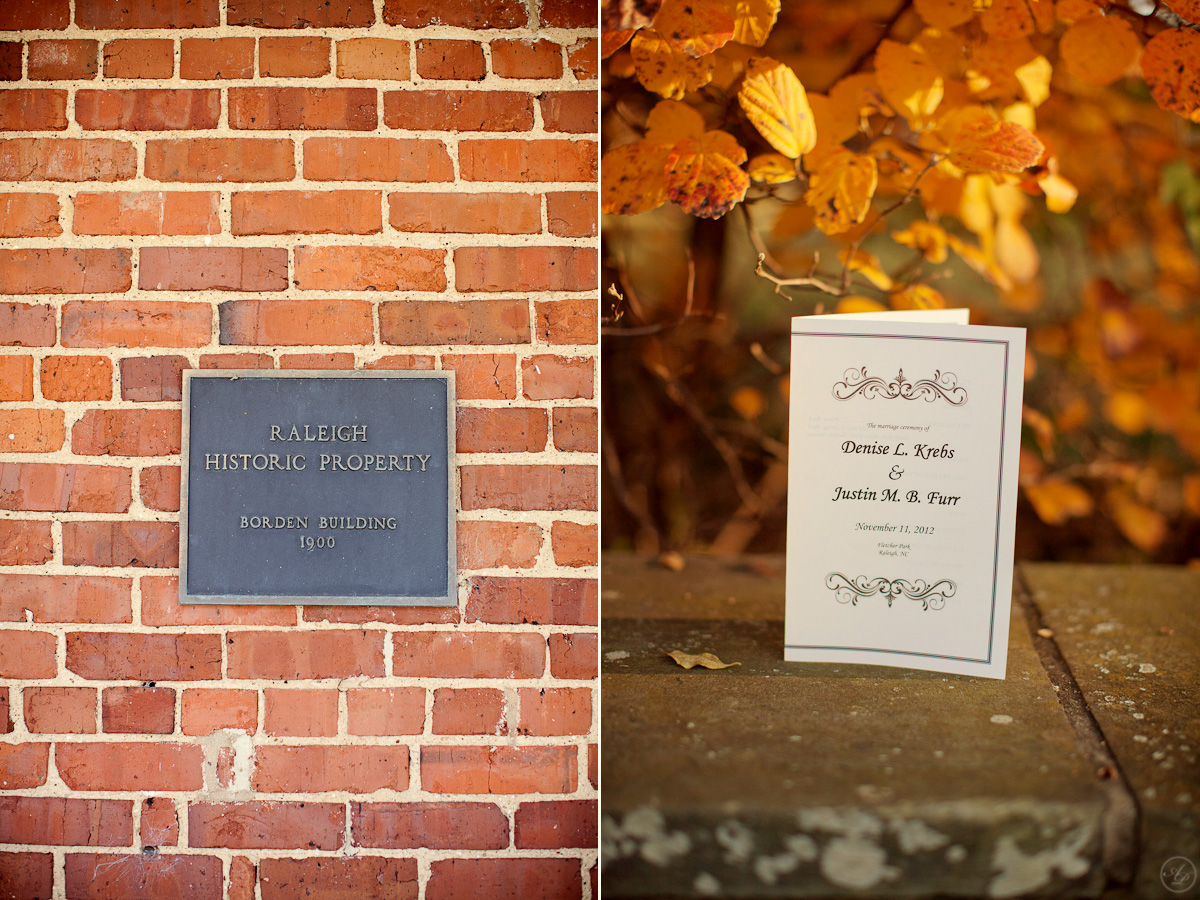 RALEIGH
HISTORIC PROPERTY
BORDEN BUILDING
1900
The marriage ceremony of
Denise L. Krebs
&
Justin M. B. Furr
November 11, 2012
Fletcher Park
Raleigh, NC